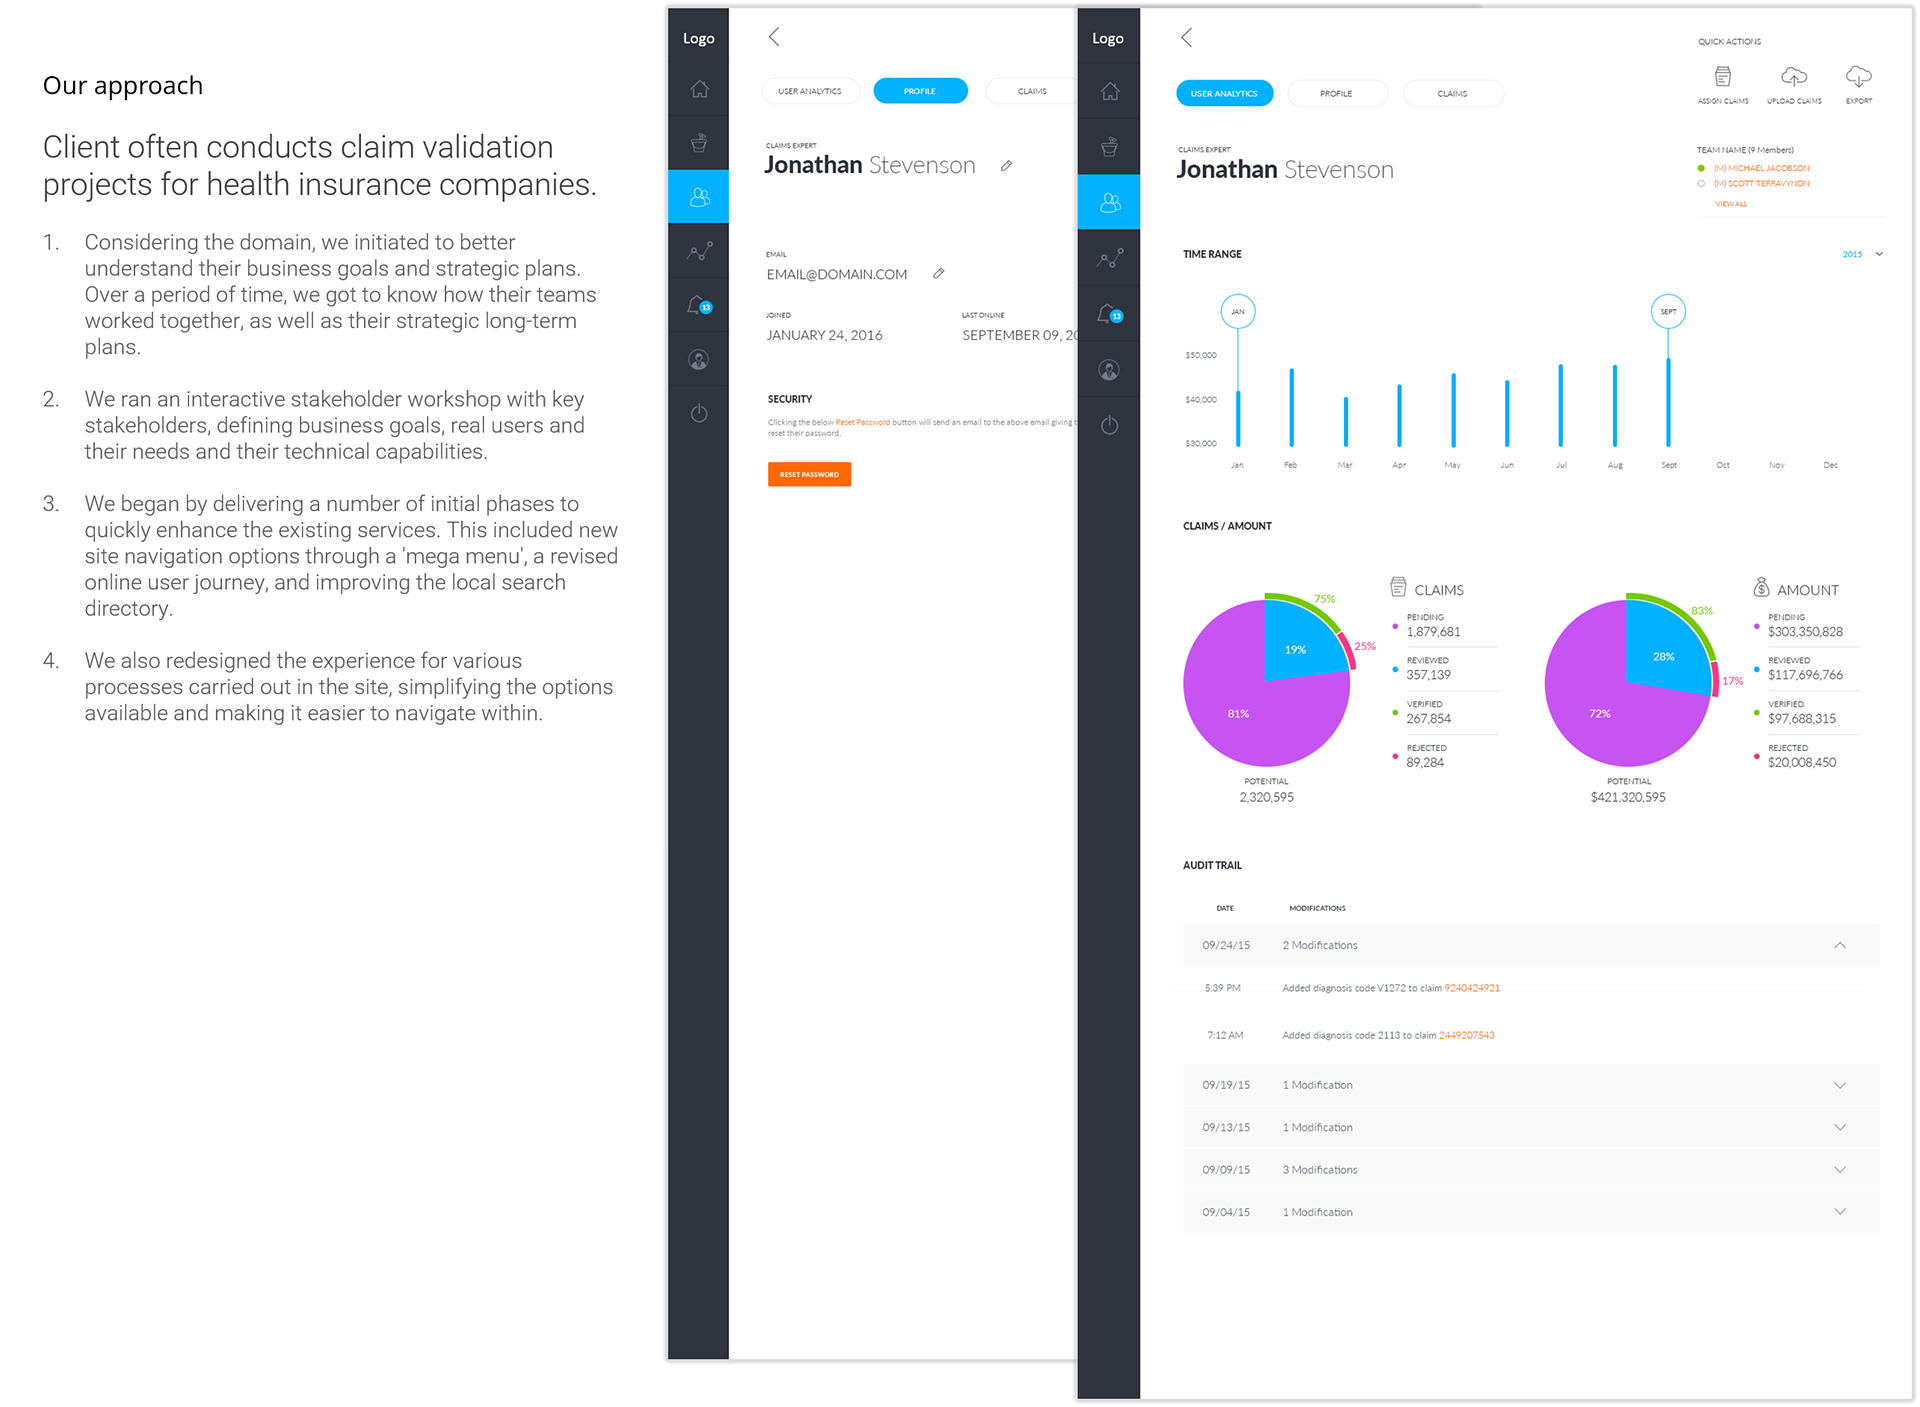 Our approach
Client often conducts claim validation
projects for health insurance companies.
1. Considering the domain, we initiated to better
understand their business goals and strategic plans.
Over a period of time, we got to know how their teams
worked together, as well as their strategic long-term
plans.
2. We ran an interactive stakeholder workshop with key
stakeholders, defining business goals, real users and
their needs and their technical capabilities.
3. We began by delivering a number of initial phases to
quickly enhance the existing services. This included new
site navigation options through a 'mega menu', a revised
online user journey, and improving the local search
directory.
4. We also redesigned the experience for various
processes carried out in the site, simplifying the options
available and making it easier to navigate within.
Logo
13
USER ANALYTICS PROFILE CLAIMS
CLAIMS EXPERT
Jonathan Stevenson
EMAIL
EMAIL@DOMAIN.COM
JOINED LAST ONLINE
JANUARY 24, 2016 SEPTEMBER 09, 20
SECURITY
Clicking the below Reset Password button will send an email to the above email giving t
reset their password.
RESET PASSWORD
Logo
13
QUICK ACTIONS
ASSIGN CLAIMS UPLOAD CLAIMS EXPORT
USER ANALYTICS PROFILE CLAIMS
CLAIMS EXPERT
Jonathan Stevenson
TEAM NAME (9 Members)
(M) MICHAEL JACOBSON
(M) SCOTT TERRAVYNON
VIEW ALL
TIME RANGE 2015
JAN SEPT
$50,000
$40,000
$30,000
Jan Feb Mar Apr May Jun Jul Aug Sept Oct Nov Dec
CLAIMS / AMOUNT
75%
25%
19%
81%
POTENTIAL
2,320,595
CLAIMS
PENDING
1,879,681
REVIEWED
357,139
VERIFIED
267,854
REJECTED
89,284
83%
17%
28%
72%
POTENTIAL
$421,320,595
AMOUNT
PENDING
$303,350,828
REVIEWED
$117,696,766
VERIFIED
$97,688,315
REJECTED
$20,008,450
AUDIT TRAIL
DATE MODIFICATIONS
09/24/15 2 Modifications
5:39 PM Added diagnosis code V1272 to claim 9240424921
7:12 AM Added diagnosis code 2113 to claim 2449207543
09/19/15 1 Modification
09/13/15 1 Modification
09/09/15 3 Modifications
09/04/15 1 Modification